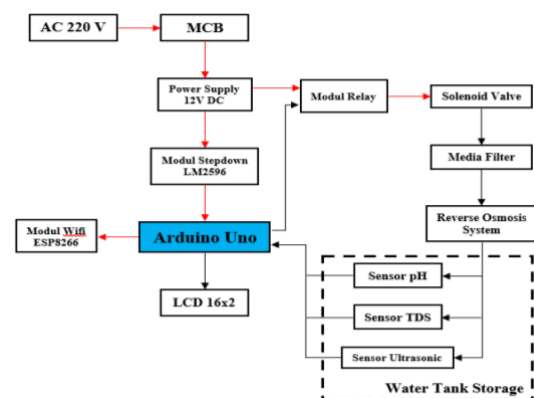 AC 220 V
MCB
Power Supply
12V DC
Modul Relay
Solenoid Valve
Modul Stepdown
LM2596
Media Filter
Modul Wifi
ESP8266
Arduino Uno
Reverse Osmosis
System
LCD 16x2
Sensor pH
Sensor TDS
Sensor Ultrasonic
Water Tank Storage